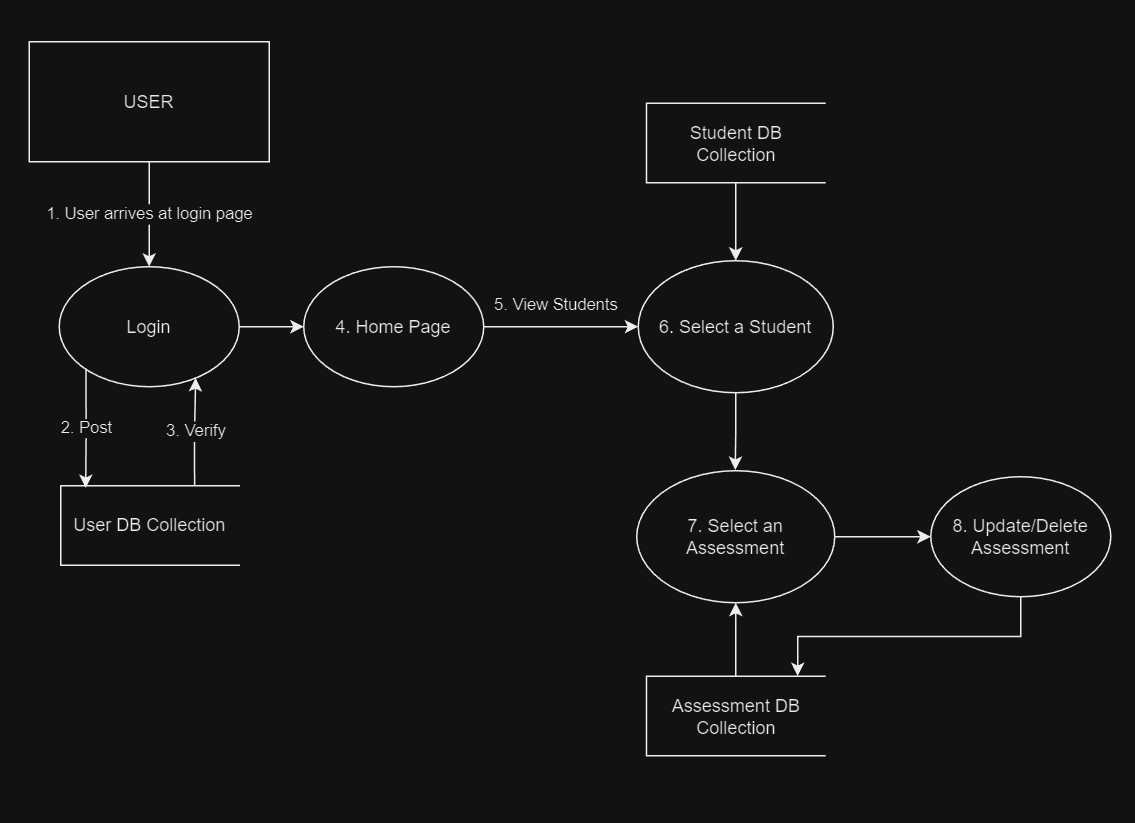 USER
1. User arrives at login page
Login
2. Post
3. Verify
User DB Collection
4. Home Page
5. View Students
Student DB
Collection
6. Select a Student
7. Select an
Assessment
8. Update/Delete
Assessment
Assessment DB
Collection